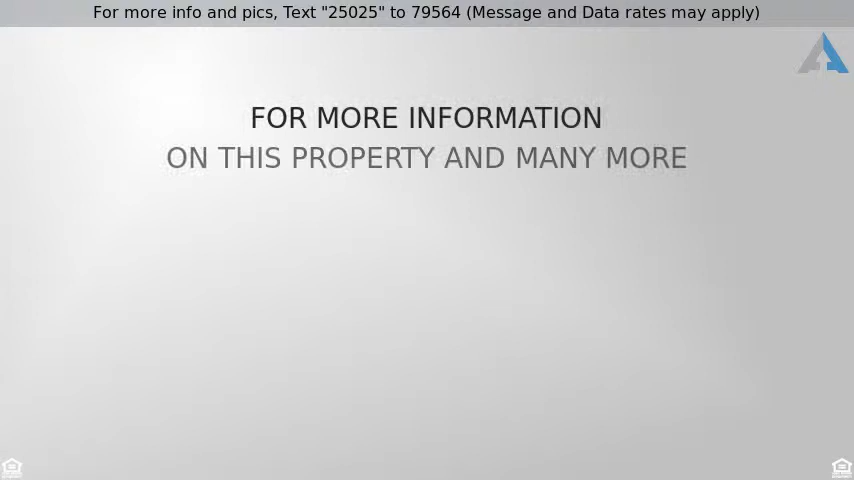 For more info and pics, Text "25025" to 79564 (Message and Data rates may apply)
FOR MORE INFORMATION
ON THIS PROPERTY AND MANY MORE